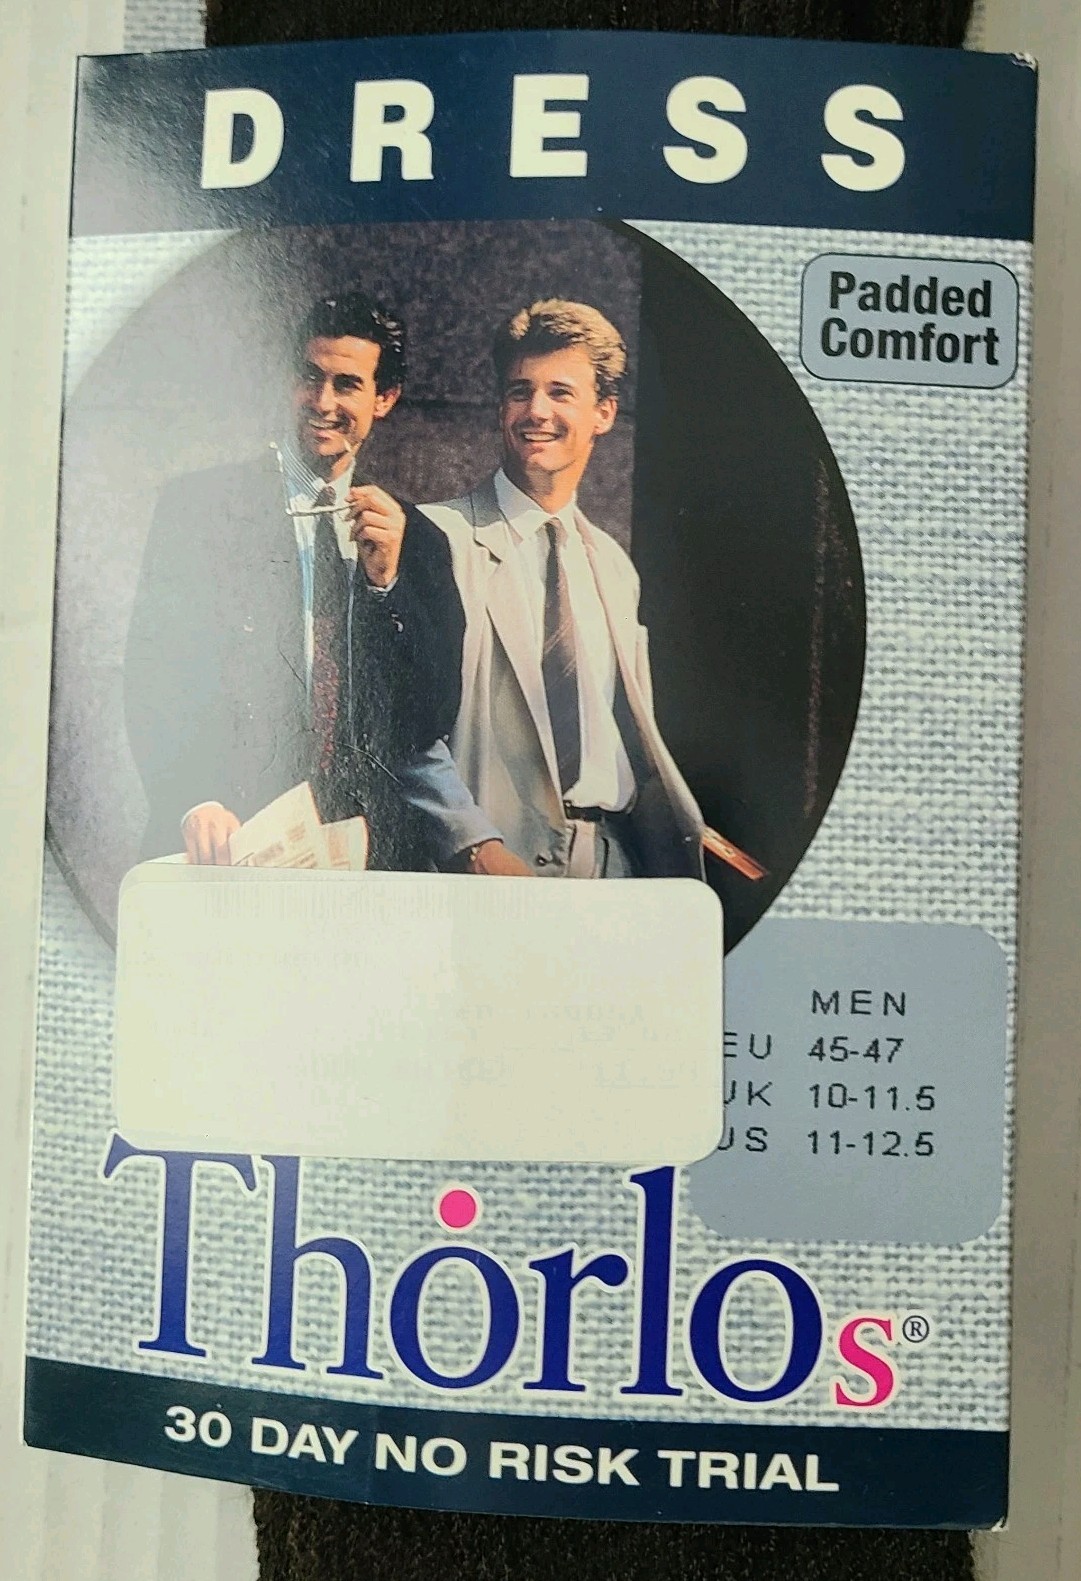 DRESS
Padded
Comfort
MEN
EU 45-47
UK 10-11.5
US 11-12.5
Thorlos®
30 DAY NO RISK TRIAL